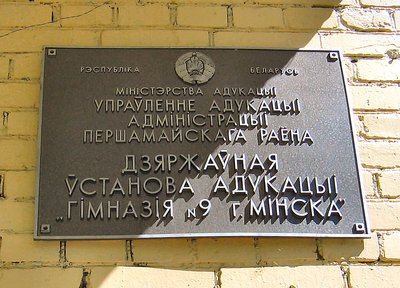 РЭСПУБЛІКА БЕЛАРУСЬ
МІНІСТЭРСТВА АДУКАЦЫІ
УПРАЎЛЕННЕ АДУКАЦЫІ
АДМІНІСТРАЦЫІ
ПЕРШАМАЙСКАГА РАЁНА
ДЗЯРЖАЎНАЯ
ЎСТАНОВА АДУКАЦЫІ
„ГІМНАЗІЯ №9 Г. МІНСКА"